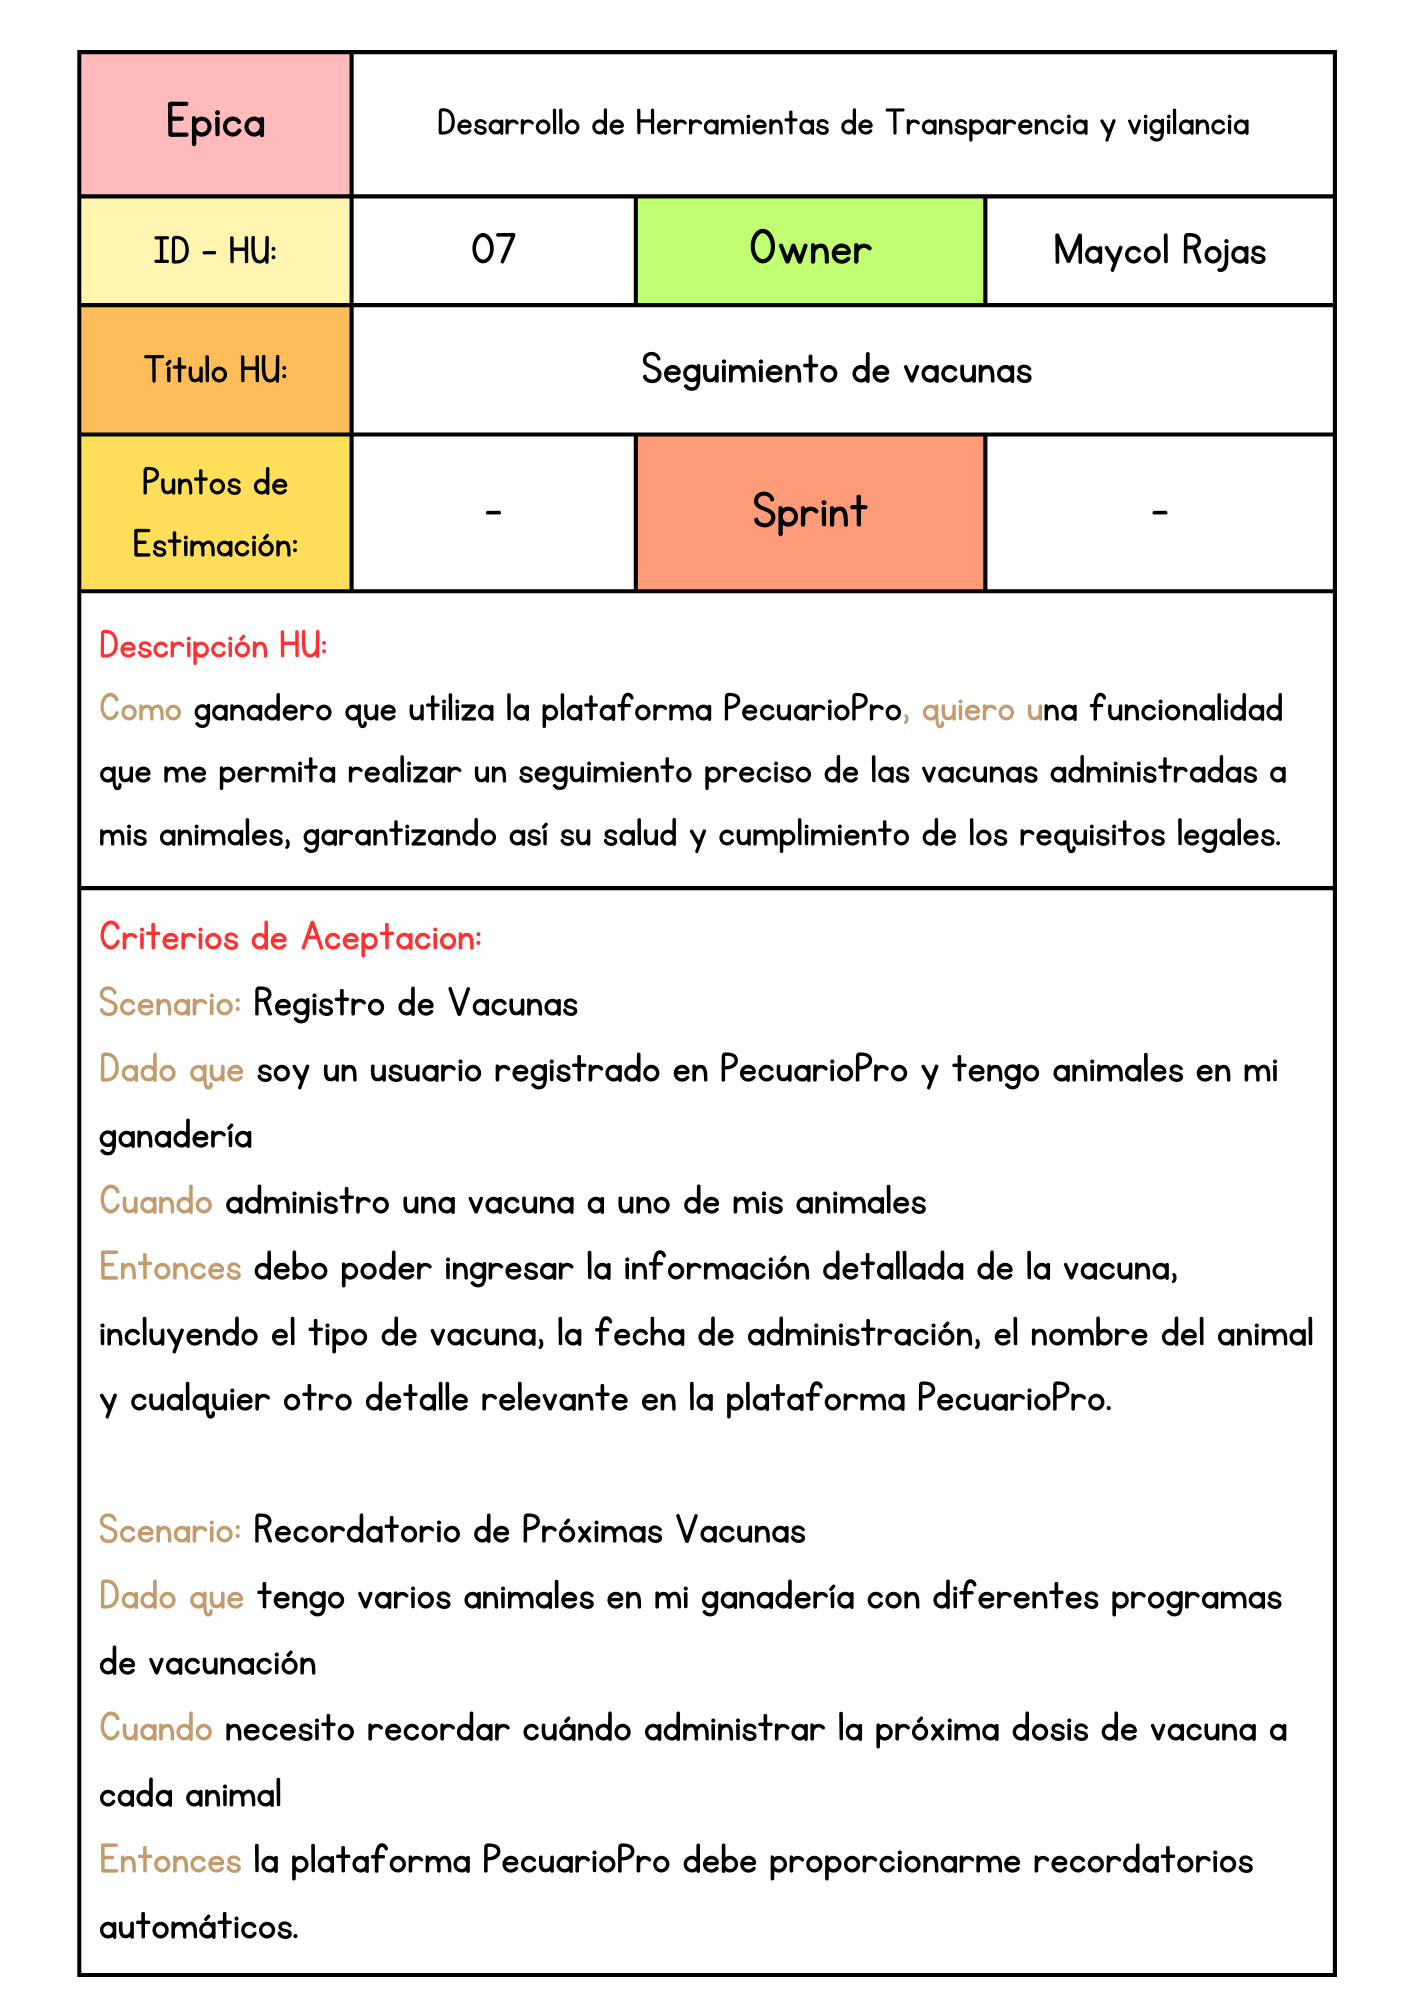 Epica
Desarrollo de Herramientas de Transparencia y vigilancia
ID - HU:
07
Owner
Maycol Rojas
Título HU:
Seguimiento de vacunas
Puntos de
Estimación:
-
Sprint
-
Descripción HU:
Como ganadero que utiliza la plataforma PecuarioPro, quiero una funcionalidad
que me permita realizar un seguimiento preciso de las vacunas administradas a
mis animales, garantizando así su salud y cumplimiento de los requisitos legales.
Criterios de Aceptacion:
Scenario: Registro de Vacunas
Dado que soy un usuario registrado en PecuarioPro y tengo animales en mi
ganadería
Cuando administro una vacuna a uno de mis animales
Entonces debo poder ingresar la información detallada de la vacuna,
incluyendo el tipo de vacuna, la fecha de administración, el nombre del animal
y cualquier otro detalle relevante en la plataforma PecuarioPro.
Scenario: Recordatorio de Próximas Vacunas
Dado que tengo varios animales en mi ganadería con diferentes programas
de vacunación
Cuando necesito recordar cuándo administrar la próxima dosis de vacuna a
cada animal
Entonces la plataforma PecuarioPro debe proporcionarme recordatorios
automáticos.